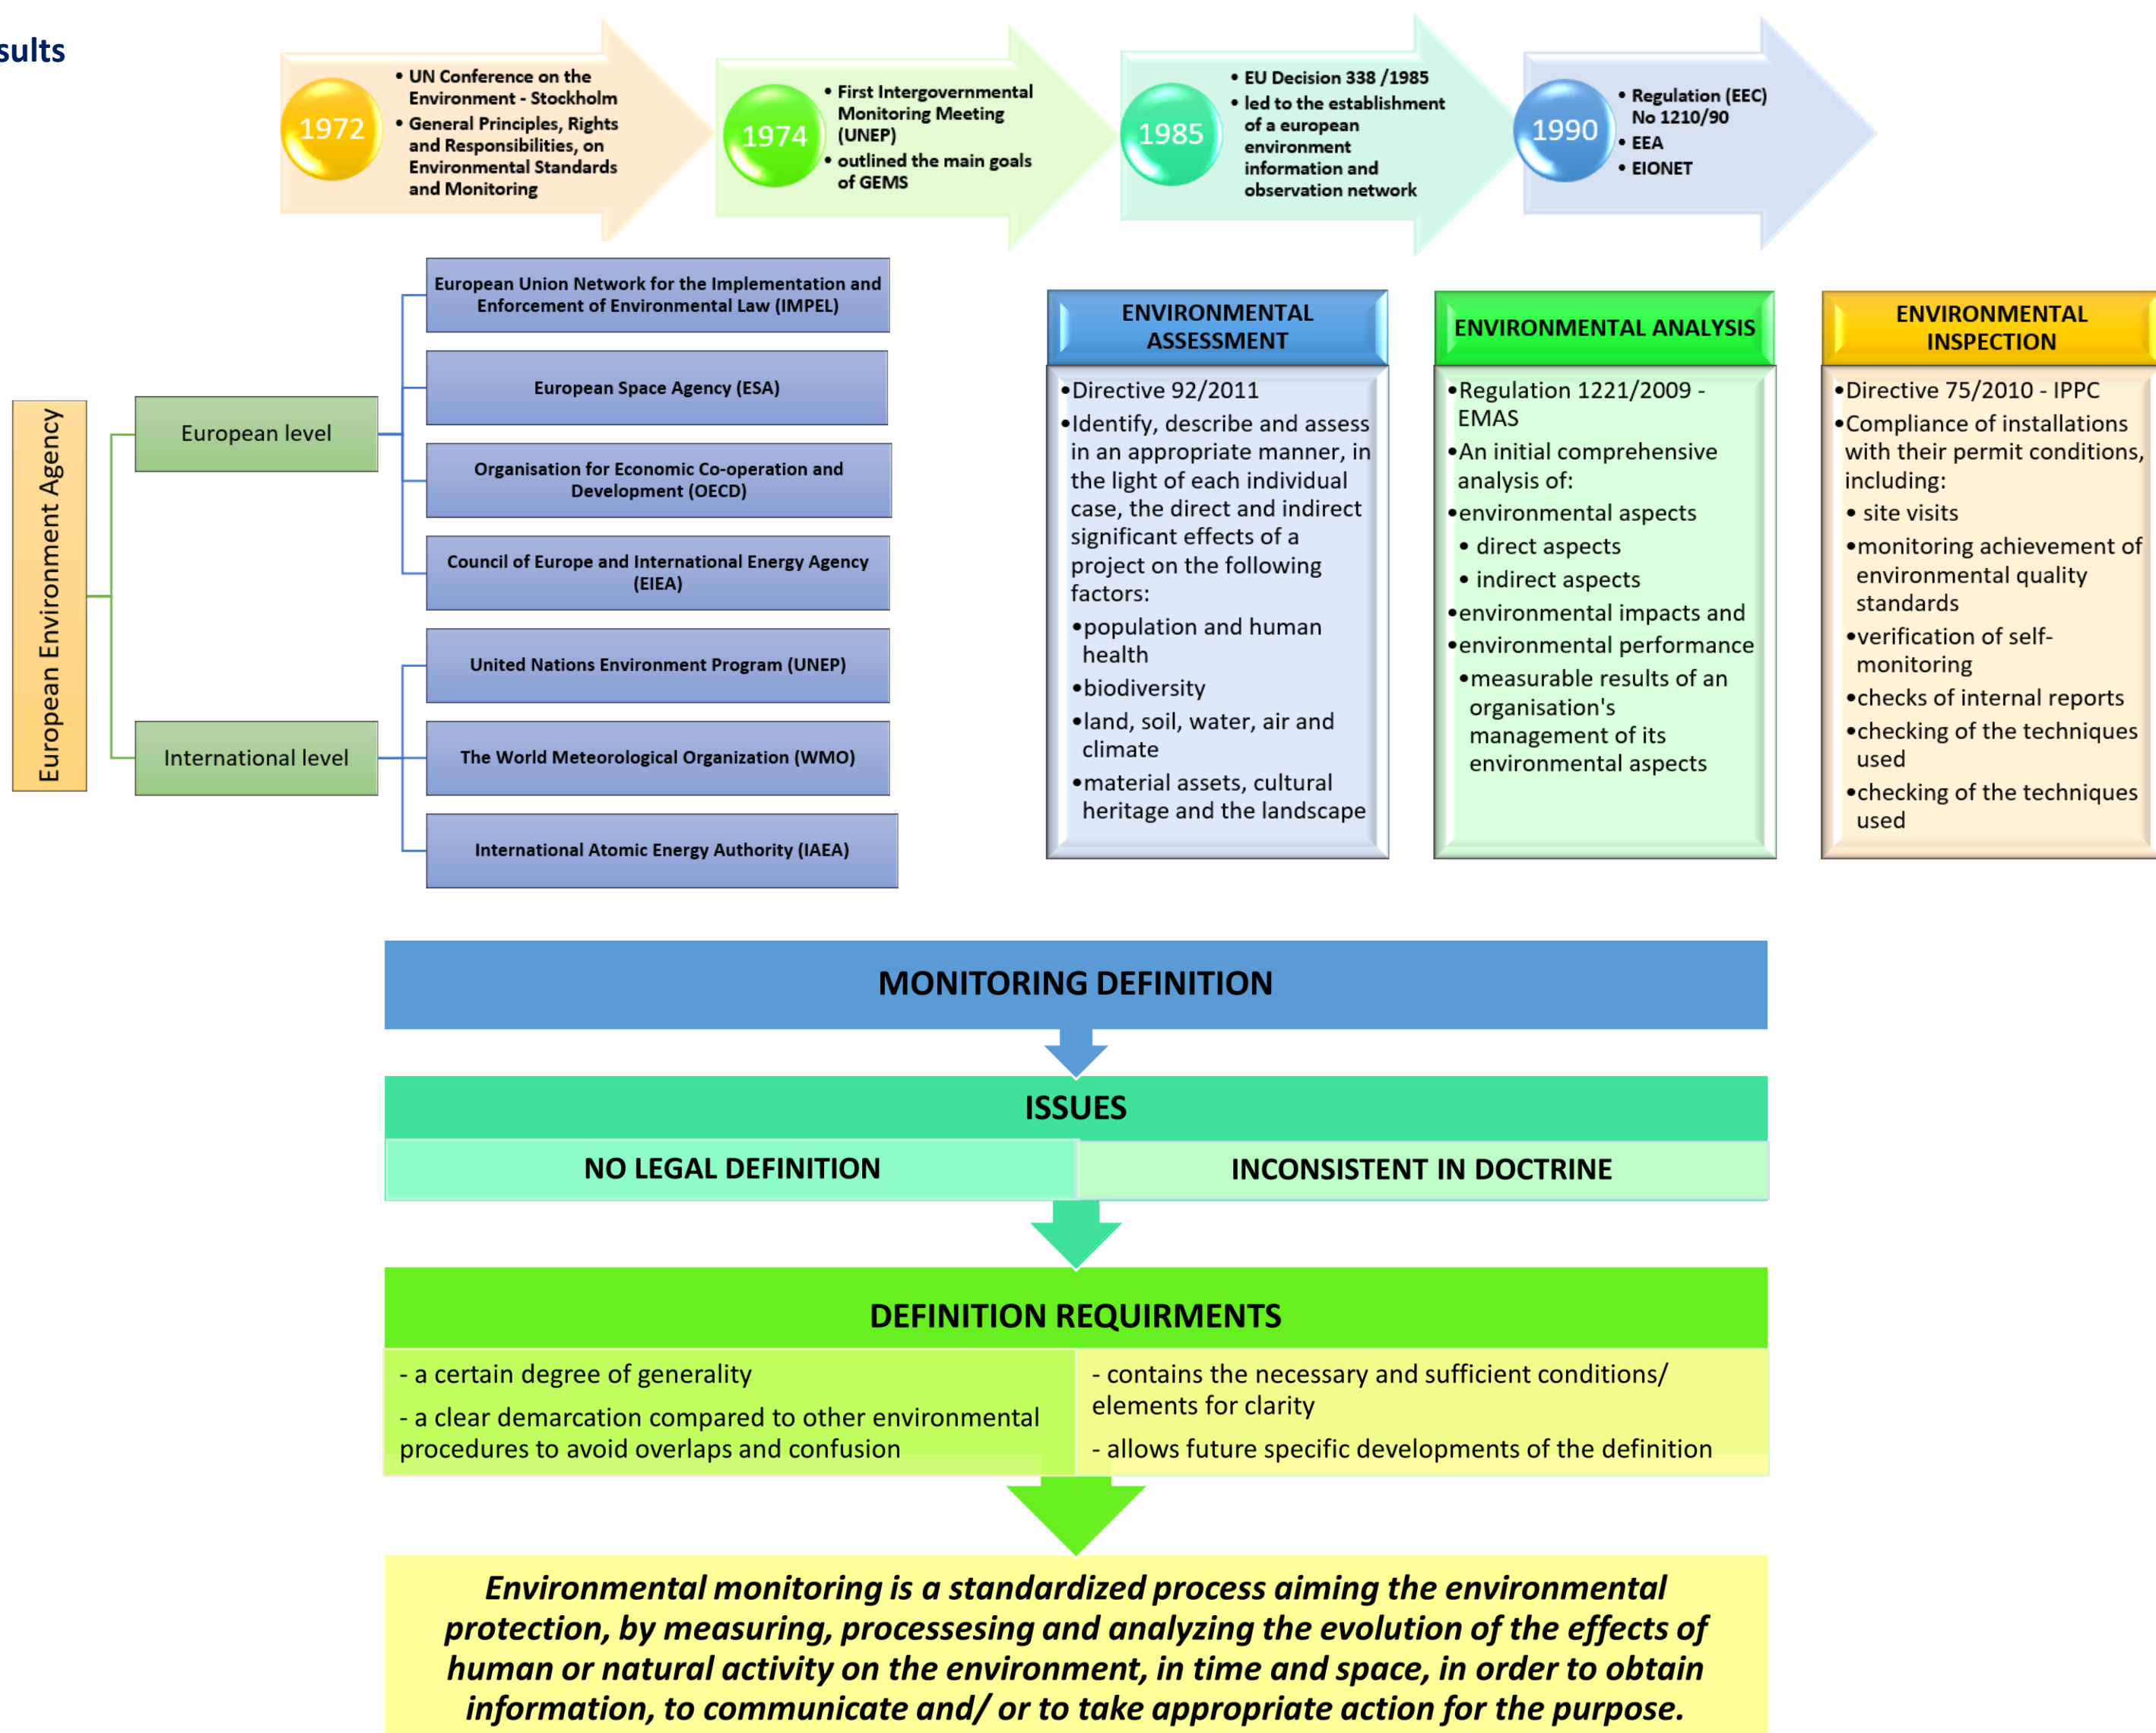 sults
1972
• UN Conference on the
Environment - Stockholm
• General Principles, Rights
and Responsibilities, on
Environmental Standards
and Monitoring
1974
• First Intergovernmental
Monitoring Meeting
(UNEP)
• outlined the main goals
of GEMS
1985
• EU Decision 338 /1985
• led to the establishment
of a european
environment
information and
observation network
1990
• Regulation (EEC)
No 1210/90
• EEA
• EIONET
European Environment Agency
European level
European Union Network for the Implementation and
Enforcement of Environmental Law (IMPEL)
European Space Agency (ESA)
Organisation for Economic Co-operation and
Development (OECD)
Council of Europe and International Energy Agency
(EIEA)
International level
United Nations Environment Program (UNEP)
The World Meteorological Organization (WMO)
International Atomic Energy Authority (IAEA)
ENVIRONMENTAL
ASSESSMENT
•Directive 92/2011
•Identify, describe and assess
in an appropriate manner, in
the light of each individual
case, the direct and indirect
significant effects of a
project on the following
factors:
•population and human
health
•biodiversity
•land, soil, water, air and
climate
•material assets, cultural
heritage and the landscape
ENVIRONMENTAL ANALYSIS
•Regulation 1221/2009 -
EMAS
•An initial comprehensive
analysis of:
•environmental aspects
• direct aspects
• indirect aspects
•environmental impacts and
•environmental performance
•measurable results of an
organisation's
management of its
environmental aspects
ENVIRONMENTAL
INSPECTION
•Directive 75/2010 - IPPC
•Compliance of installations
with their permit conditions,
including:
• site visits
•monitoring achievement of
environmental quality
standards
•verification of self-
monitoring
•checks of internal reports
•checking of the techniques
used
•checking of the techniques
used
MONITORING DEFINITION
ISSUES
NO LEGAL DEFINITION
INCONSISTENT IN DOCTRINE
DEFINITION REQUIRMENTS
- a certain degree of generality
- a clear demarcation compared to other environmental
procedures to avoid overlaps and confusion
- contains the necessary and sufficient conditions/
elements for clarity
- allows future specific developments of the definition
Environmental monitoring is a standardized process aiming the environmental
protection, by measuring, processesing and analyzing the evolution of the effects of
human or natural activity on the environment, in time and space, in order to obtain
information, to communicate and/ or to take appropriate action for the purpose.